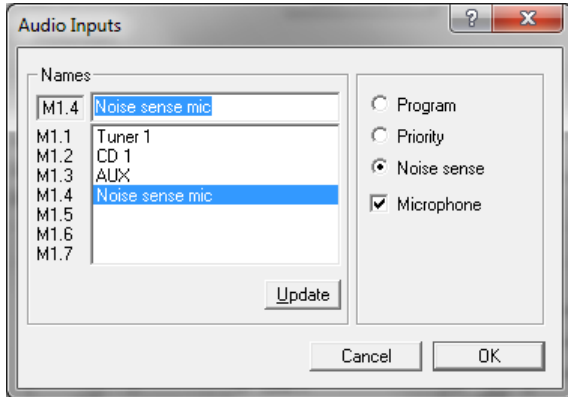 Audio Inputs
Names
M1.4 Noise sense mic
M1.1 Tuner 1
M1.2 CD 1
M1.3 AUX
M1.4 Noise sense mic
M1.5
M1.6
M1.7
Update
Program
Priority
Noise sense
Microphone
Cancel OK